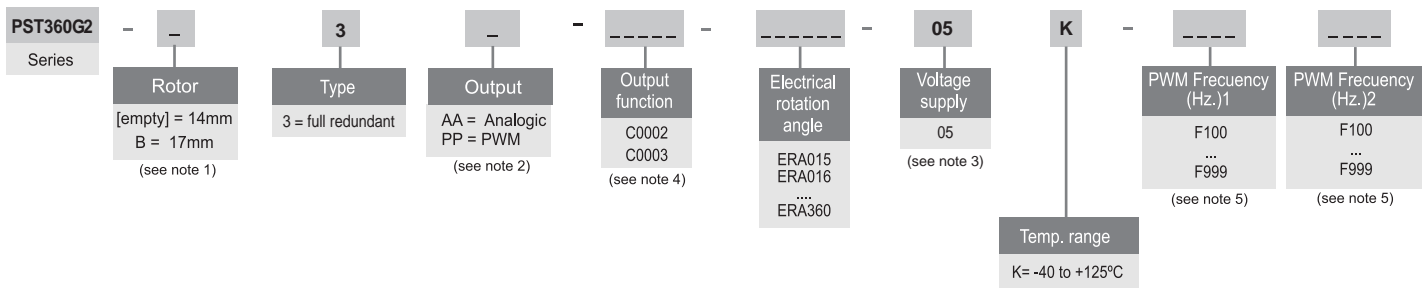 PST360G2 - _ 3 _ - _ _ _ _ _ - _ _ _ _ _ _ - 05 K - _ _ _ _ _ _ _ _
Series
Rotor
[empty] = 14mm
B = 17mm
(see note 1)
Type
3 = full redundant
Output
AA = Analogic
PP = PWM
(see note 2)
Output
function
C0002
C0003
(see note 4)
Electrical
rotation
angle
ERA015
ERA016
....
ERA360
Voltage
supply
05
(see note 3)
Temp. range
K= -40 to +125ºC
PWM Frecuency
(Hz.)1
F100
...
F999
(see note 5)
PWM Frecuency
(Hz.)2
F100
...
F999
(see note 5)